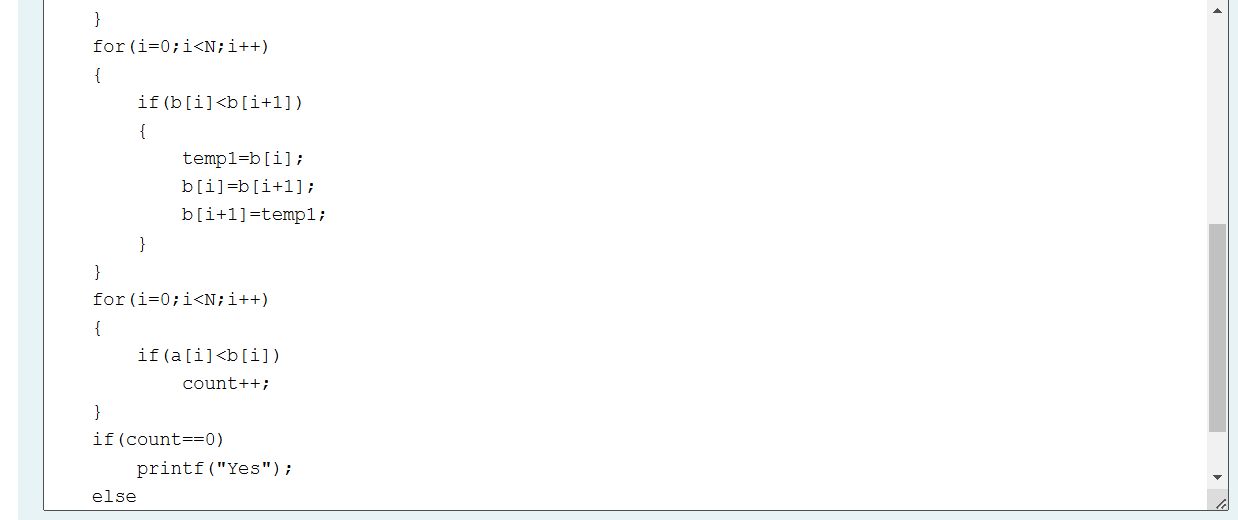 }
for(i=0;i<N;i++)
{
if(b[i]<b[i+1])
{
temp1=b[i];
b[i]=b[i+1];
b[i+1]=temp1;
}
}
for(i=0;i<N;i++)
{
if(a[i]<b[i])
count++;
}
if(count==0)
printf("Yes");
else